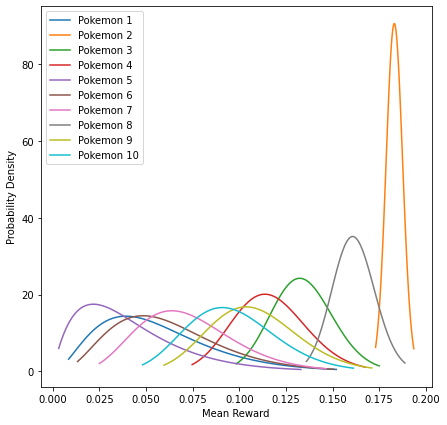 Pokemon 1
Pokemon 2
Pokemon 3
Pokemon 4
Pokemon 5
Pokemon 6
Pokemon 7
Pokemon 8
Pokemon 9
Pokemon 10
Probability Density
80
60
40
20
0
0.000 0.025 0.050 0.075 0.100 0.125 0.150 0.175 0.200
Mean Reward